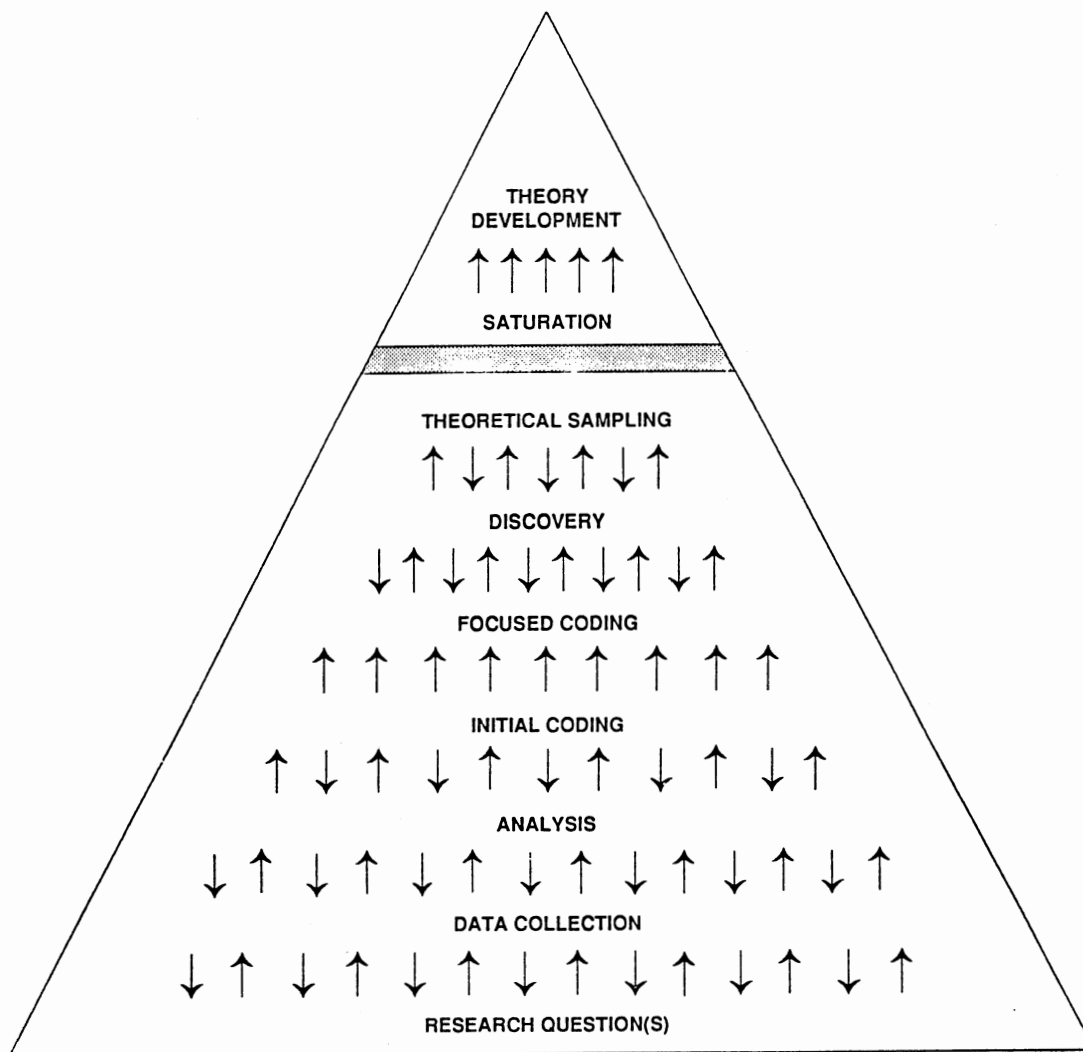 THEORY
DEVELOPMENT
SATURATION
THEORETICAL SAMPLING
DISCOVERY
FOCUSED CODING
INITIAL CODING
ANALYSIS
DATA COLLECTION
RESEARCH QUESTION(S)